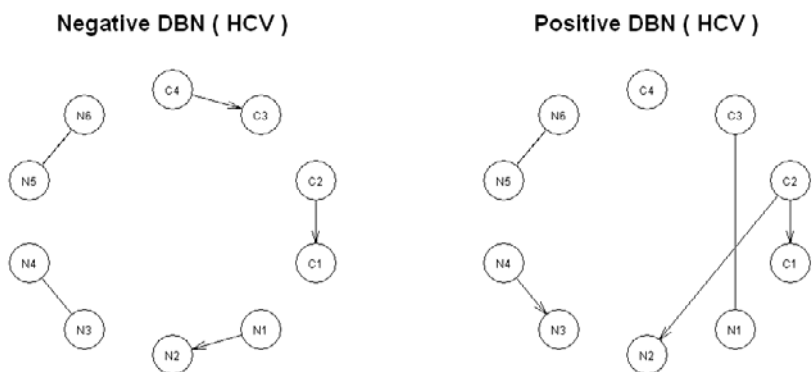 Negative DBN ( HCV )
C4
N6
C3
N5
C2
N4
C1
N3
N1
N2
Positive DBN ( HCV )
C4
N6
C3
N5
C2
N4
C1
N3
N1
N2